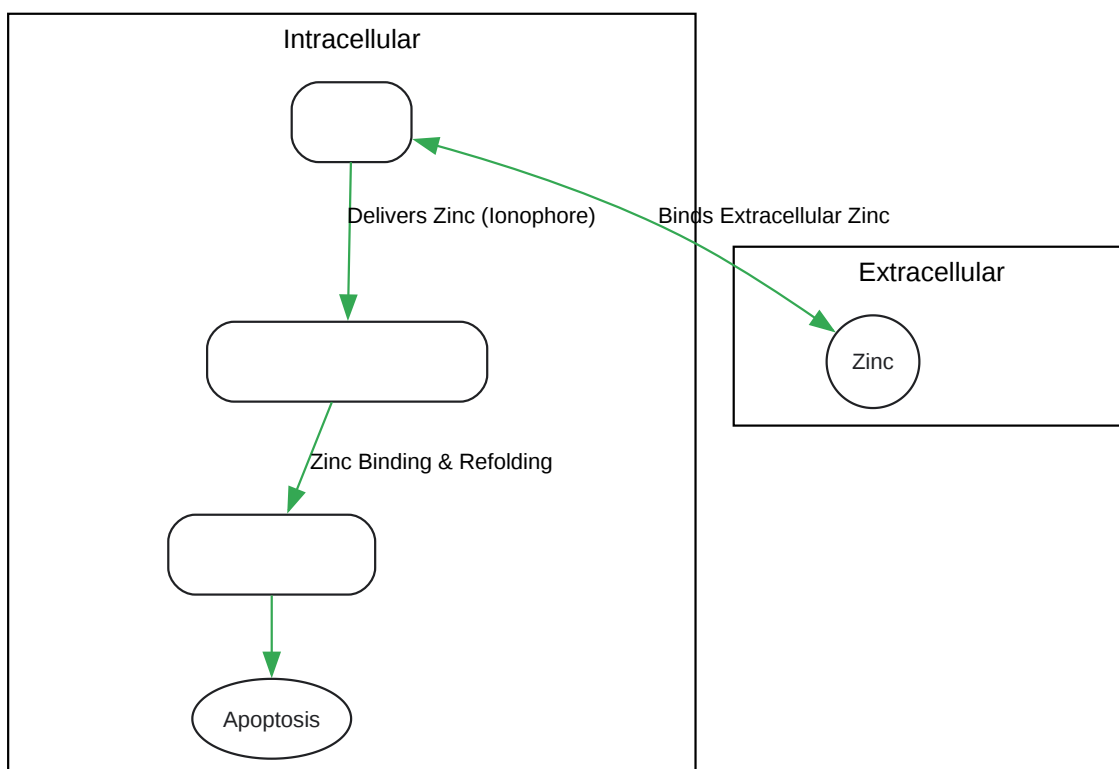 Intracellular
Delivers Zinc (Ionophore)
Binds Extracellular Zinc
Extracellular
Zinc
Zinc Binding & Refolding
Apoptosis